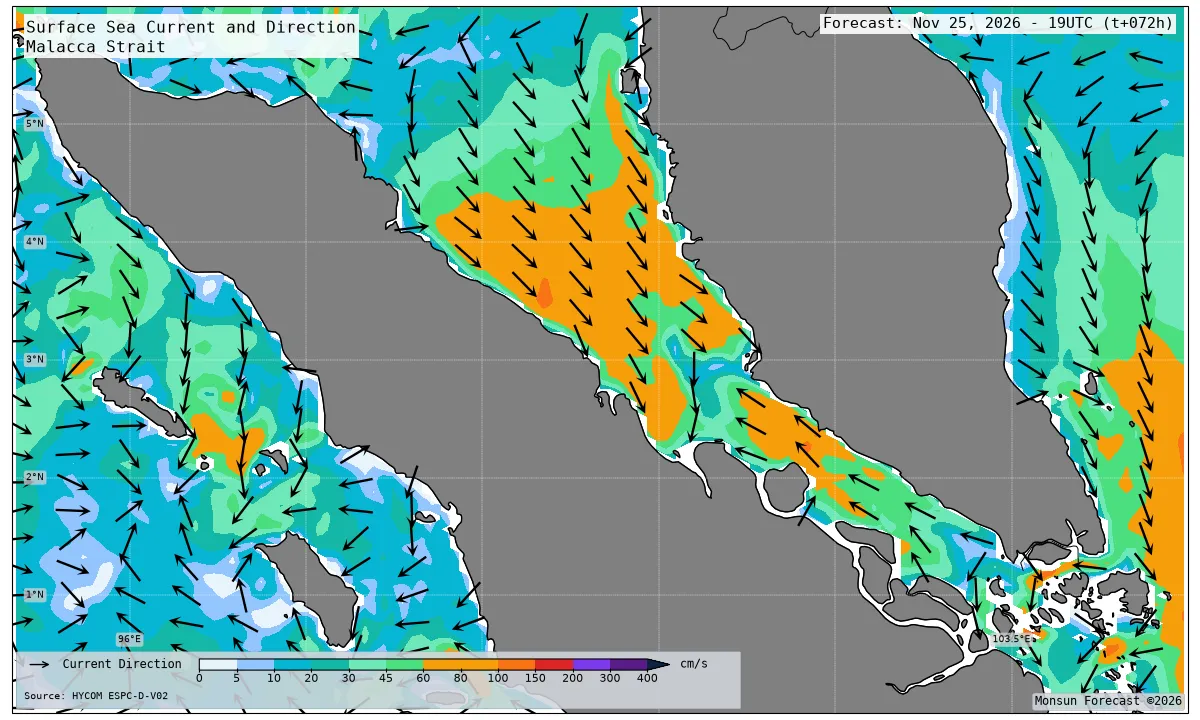 Surface Sea Current and Direction
Malacca Strait
Forecast: Nov 25, 2026 - 19UTC (t+072h)
5°N
4°N
3°N
2°N
1°N
96°E
103.5°E
Current Direction
0 5 10 20 30 45 60 80 100 150 200 300 400
cm/s
Source: HYCOM ESPC-D-V02
Monsun Forecast ©2026